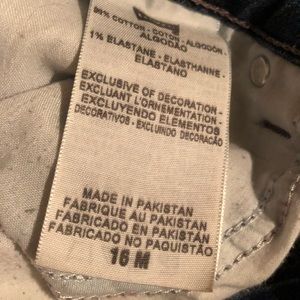 99% COTTON - COTON - ALGODÓN -
ALGODÃO
1% ELASTANE - ELASTHANNE -
ELASTANO
EXCLUSIVE OF DECORATION -
EXCLUANT L'ORNEMENTATION -
EXCLUYENDO ELEMENTOS
DECORATIVOS - EXCLUINDO DECORAÇÃO
MADE IN PAKISTAN
FABRIQUE AU PAKISTAN
FABRICADO EN PAKISTAN
FABRICADO NO PAQUISTÃO
16 M